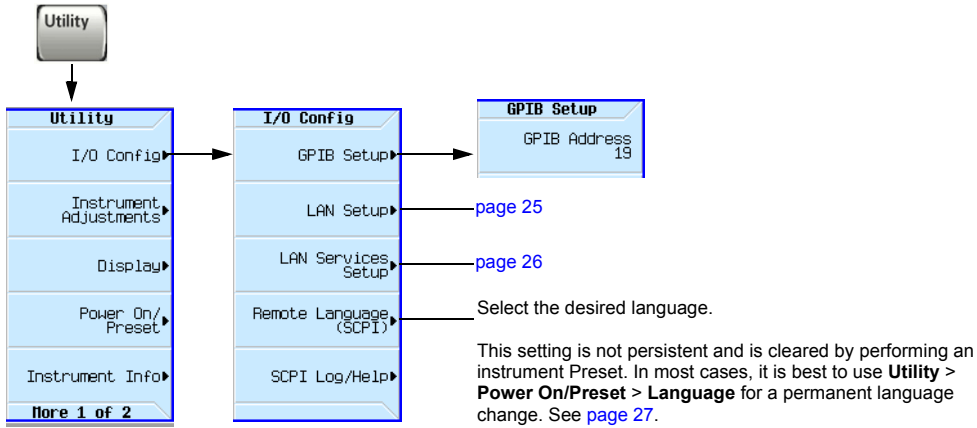 Utility
Utility
I/O Config
Instrument
Adjustments
Display
Power On/
Preset
Instrument Info
More 1 of 2
I/O Config
GPIB Setup
LAN Setup
LAN Services
Setup
Remote Language
(SCPI)
SCPI Log/Help
GPIB Setup
GPIB Address
19
page 25
page 26
Select the desired language.
This setting is not persistent and is cleared by performing an
instrument Preset. In most cases, it is best to use Utility >
Power On/Preset > Language for a permanent language
change. See page 27.